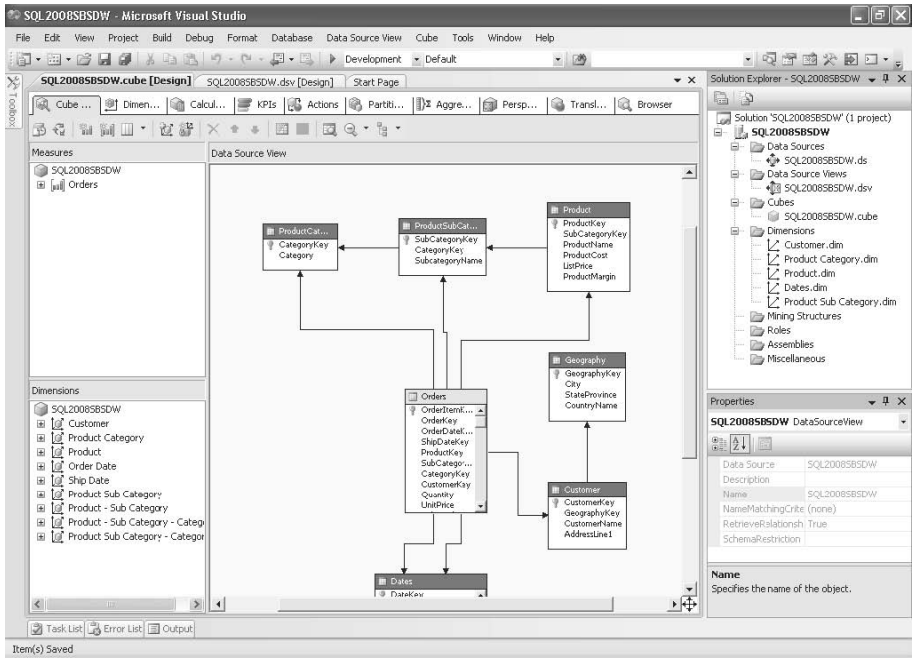 SQL2008SBSDW - Microsoft Visual Studio
File Edit View Project Build Debug Format Database Data Source View Cube Tools Window Help
Development Default
SQL2008SBSDW.cube [Design] SQL2008SBSDW.dsv [Design] Start Page
Toolbox
Cube ... Dimen... Calcul... KPIs Actions Partiti... Aggre... Persp... Transl... Browser
Measures
SQL2008SBSDW
Orders
Dimensions
SQL2008SBSDW
Customer
Product Category
Product
Order Date
Ship Date
Product Sub Category
Product - Sub Category
Product - Sub Category - Categ
Product Sub Category - Categor
Data Source View
ProductCat...
CategoryKey
Category
ProductSubCat...
SubCategoryKey
CategoryKey
SubcategoryName
Product
ProductKey
SubCategoryKey
ProductName
ProductCost
ListPrice
ProductMargin
Geography
GeographyKey
City
StateProvince
CountryName
Orders
OrderItemK...
OrderKey
OrderDateK...
ShipDateKey
ProductKey
SubCatego...
CategoryKey
CustomerKey
Quantity
UnitPrice
Customer
CustomerKey
GeographyKey
CustomerName
AddressLine1
Dates
DateKey
Solution Explorer - SQL2008SBSDW
Solution 'SQL2008SBSDW' (1 project)
SQL2008SBSDW
Data Sources
SQL2008SBSDW.ds
Data Source Views
SQL2008SBSDW.dsv
Cubes
SQL2008SBSDW.cube
Dimensions
Customer.dim
Product Category.dim
Product.dim
Dates.dim
Product Sub Category.dim
Mining Structures
Roles
Assemblies
Miscellaneous
Properties
SQL2008SBSDW DataSourceView
Data Source SQL2008SBSDW
Description
Name SQL2008SBSDW
NameMatchingCrite (none)
RetrieveRelationsh True
SchemaRestriction
Name
Specifies the name of the object.
Task List Error List Output
Item(s) Saved